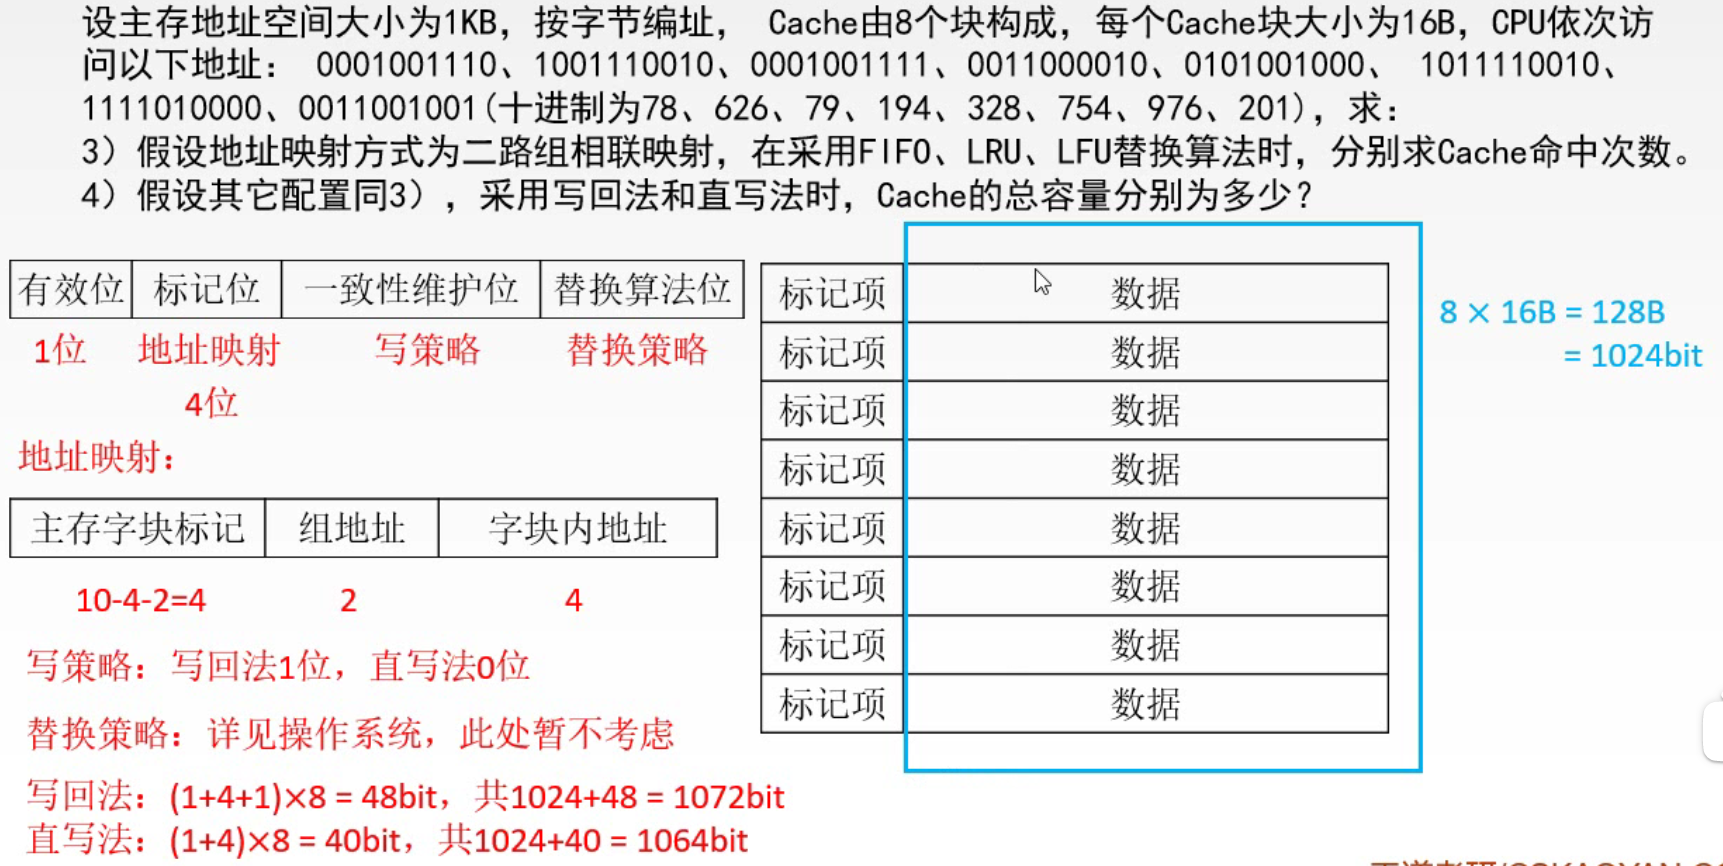 设主存地址空间大小为1KB，按字节编址， Cache由8个块构成，每个Cache块大小为16B，CPU依次访
问以下地址： 0001001110、1001110010、0001001111、0011000010、0101001000、 1011110010、
1111010000、0011001001(十进制为78、626、79、194、328、754、976、201)，求：
3）假设地址映射方式为二路组相联映射，在采用FIFO、LRU、LFU替换算法时，分别求Cache命中次数。
4）假设其它配置同3），采用写回法和直写法时，Cache的总容量分别为多少？
有效位 标记位 一致性维护位 替换算法位
1位 地址映射 写策略 替换策略
4位
地址映射：
主存字块标记 组地址 字块内地址
10-4-2=4 2 4
写策略：写回法1位，直写法0位
替换策略：详见操作系统，此处暂不考虑
写回法：(1+4+1)×8 = 48bit，共1024+48 = 1072bit
直写法：(1+4)×8 = 40bit，共1024+40 = 1064bit
标记项 数据
标记项 数据
标记项 数据
标记项 数据
标记项 数据
标记项 数据
标记项 数据
标记项 数据
8 × 16B = 128B
= 1024bit